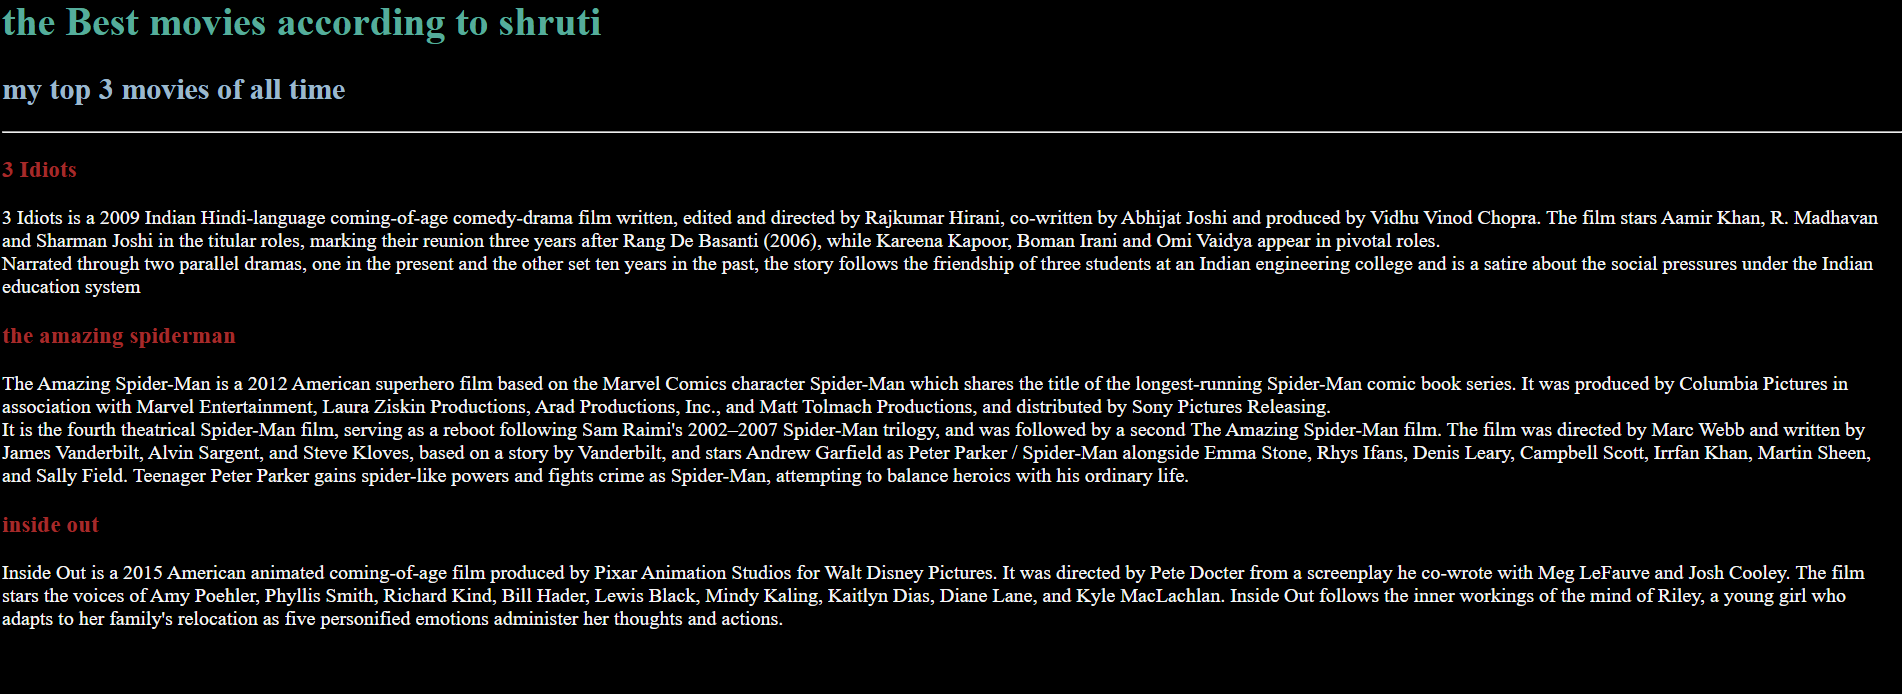 the Best movies according to shruti
my top 3 movies of all time
3 Idiots
3 Idiots is a 2009 Indian Hindi-language coming-of-age comedy-drama film written, edited and directed by Rajkumar Hirani, co-written by Abhijat Joshi and produced by Vidhu Vinod Chopra. The film stars Aamir Khan, R. Madhavan
and Sharman Joshi in the titular roles, marking their reunion three years after Rang De Basanti (2006), while Kareena Kapoor, Boman Irani and Omi Vaidya appear in pivotal roles.
Narrated through two parallel dramas, one in the present and the other set ten years in the past, the story follows the friendship of three students at an Indian engineering college and is a satire about the social pressures under the Indian
education system
the amazing spiderman
The Amazing Spider-Man is a 2012 American superhero film based on the Marvel Comics character Spider-Man which shares the title of the longest-running Spider-Man comic book series. It was produced by Columbia Pictures in
association with Marvel Entertainment, Laura Ziskin Productions, Arad Productions, Inc., and Matt Tolmach Productions, and distributed by Sony Pictures Releasing.
It is the fourth theatrical Spider-Man film, serving as a reboot following Sam Raimi's 2002–2007 Spider-Man trilogy, and was followed by a second The Amazing Spider-Man film. The film was directed by Marc Webb and written by
James Vanderbilt, Alvin Sargent, and Steve Kloves, based on a story by Vanderbilt, and stars Andrew Garfield as Peter Parker / Spider-Man alongside Emma Stone, Rhys Ifans, Denis Leary, Campbell Scott, Irrfan Khan, Martin Sheen,
and Sally Field. Teenager Peter Parker gains spider-like powers and fights crime as Spider-Man, attempting to balance heroics with his ordinary life.
inside out
Inside Out is a 2015 American animated coming-of-age film produced by Pixar Animation Studios for Walt Disney Pictures. It was directed by Pete Docter from a screenplay he co-wrote with Meg LeFauve and Josh Cooley. The film
stars the voices of Amy Poehler, Phyllis Smith, Richard Kind, Bill Hader, Lewis Black, Mindy Kaling, Kaitlyn Dias, Diane Lane, and Kyle MacLachlan. Inside Out follows the inner workings of the mind of Riley, a young girl who
adapts to her family's relocation as five personified emotions administer her thoughts and actions.